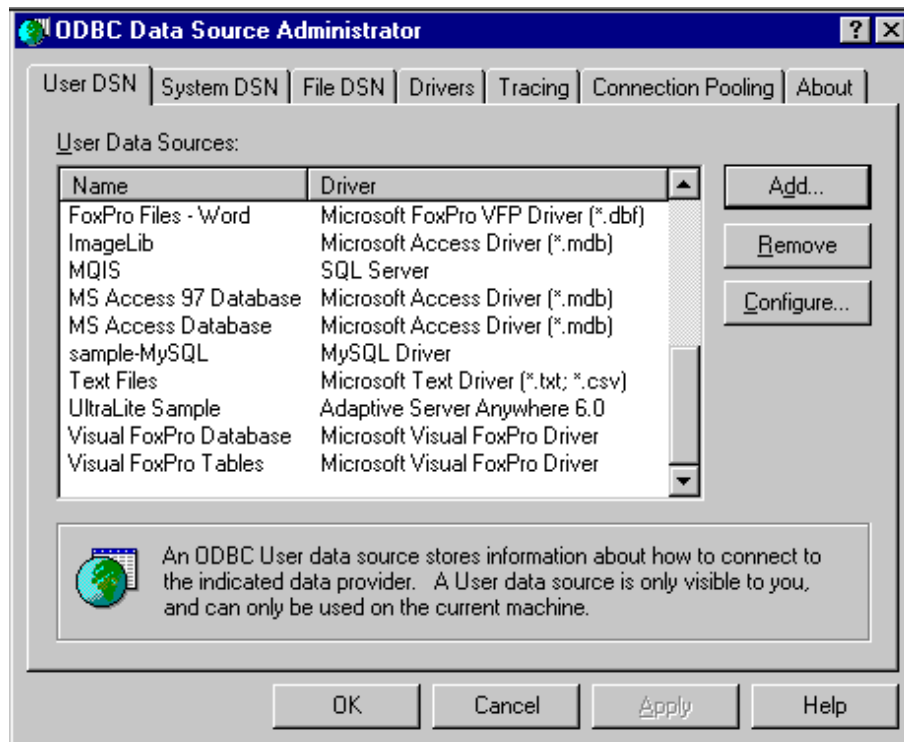 ODBC Data Source Administrator
User DSN System DSN File DSN Drivers Tracing Connection Pooling About
User Data Sources:
Name Driver
FoxPro Files - Word Microsoft FoxPro VFP Driver (*.dbf)
ImageLib Microsoft Access Driver (*.mdb)
MQIS SQL Server
MS Access 97 Database Microsoft Access Driver (*.mdb)
MS Access Database Microsoft Access Driver (*.mdb)
sample-MySQL MySQL Driver
Text Files Microsoft Text Driver (*.txt; *.csv)
UltraLite Sample Adaptive Server Anywhere 6.0
Visual FoxPro Database Microsoft Visual FoxPro Driver
Visual FoxPro Tables Microsoft Visual FoxPro Driver
Add...
Remove
Configure...
An ODBC User data source stores information about how to connect to
the indicated data provider. A User data source is only visible to you,
and can only be used on the current machine.
OK Cancel Apply Help